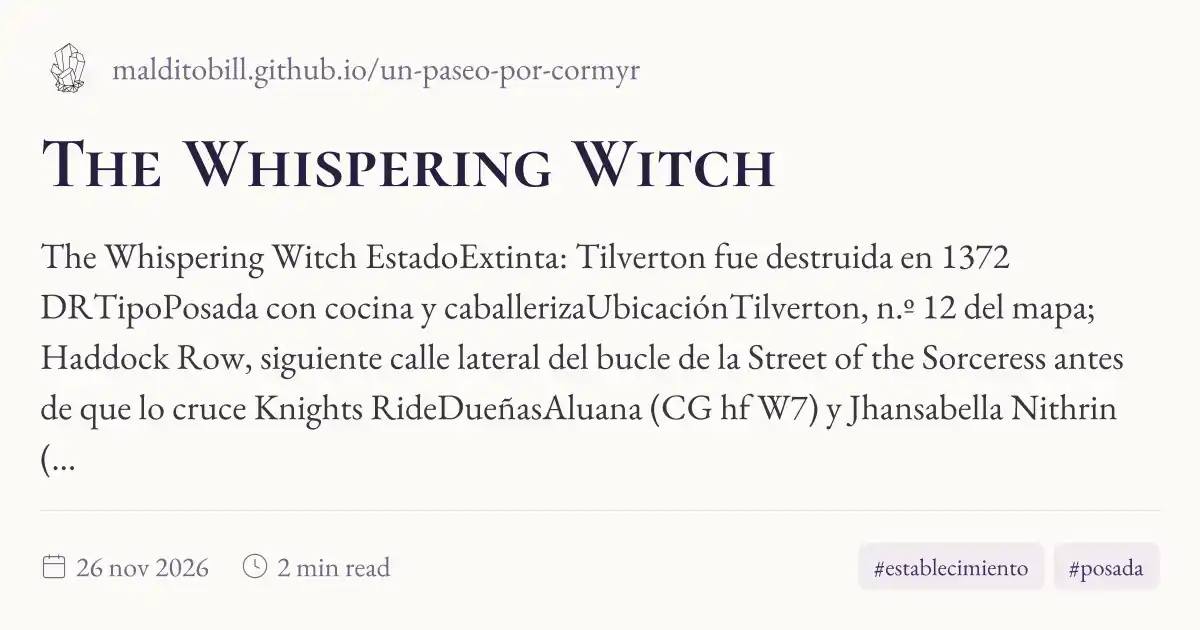 malditobill.github.io/un-paseo-por-cormyr
The Whispering Witch
The Whispering Witch EstadoExtinta: Tilverton fue destruida en 1372
DRTipoPosada con cocina y caballerizaUbicaciónTilverton, n.º 12 del mapa;
Haddock Row, siguiente calle lateral del bucle de la Street of the Sorceress antes
de que lo cruce Knights RideDueñasAluana (CG hf W7) y Jhansabella Nithrin
(...
26 nov 2026 2 min read #establecimiento #posada